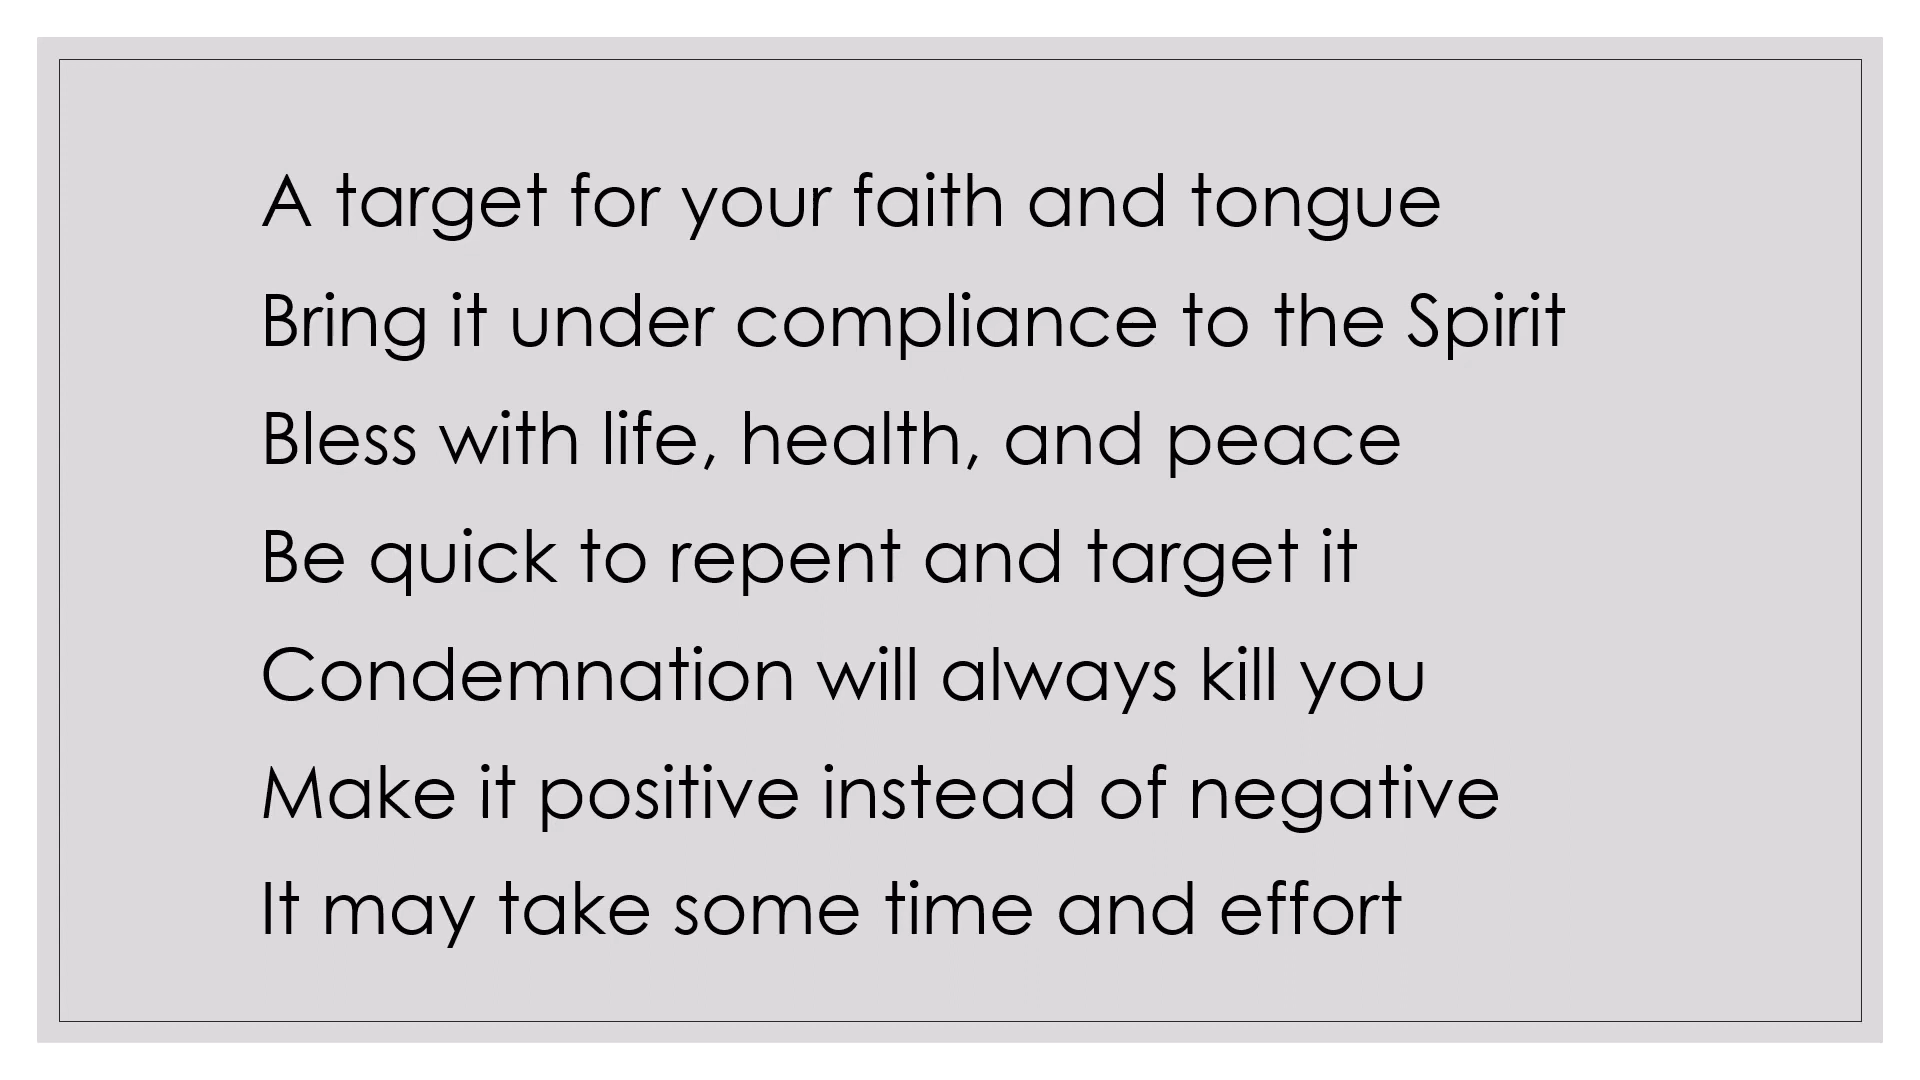 A target for your faith and tongue
Bring it under compliance to the Spirit
Bless with life, health, and peace
Be quick to repent and target it
Condemnation will always kill you
Make it positive instead of negative
It may take some time and effort